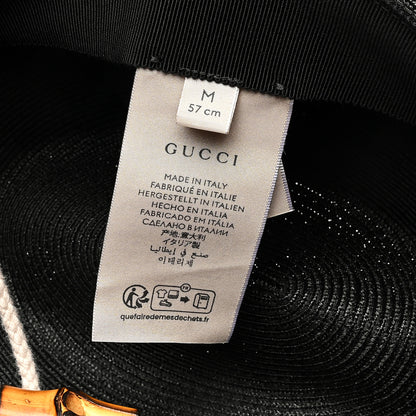 M
57 cm
GUCCI
MADE IN ITALY
FABRIQUÉ EN ITALIE
HERGESTELLT IN ITALIEN
HECHO EN ITALIA
FABRICADO EM ITÁLIA
СДЕЛАНО В ИТАЛИИ
产地:意大利
イタリア製
صنع في إيطاليا
이태리제
FR
quefairedemesdechets.fr